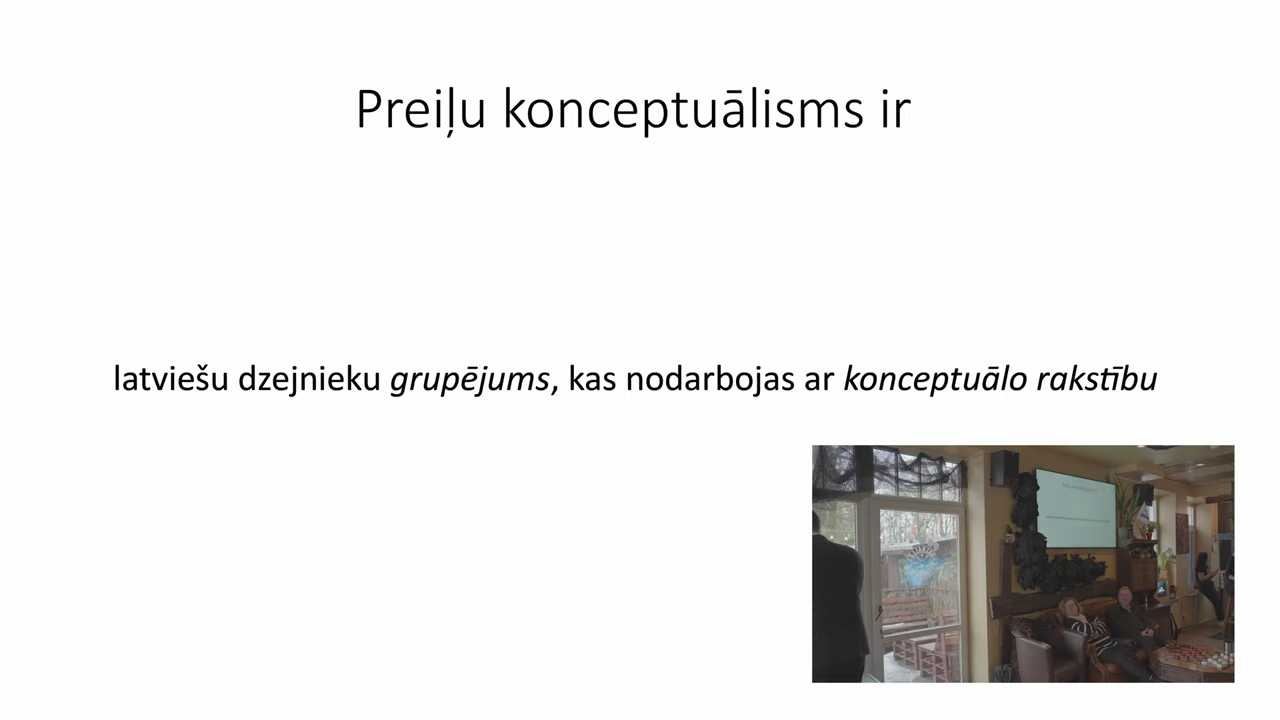 Preiļu konceptuālisms ir
latviešu dzejnieku grupējums, kas nodarbojas ar konceptuālo rakstību